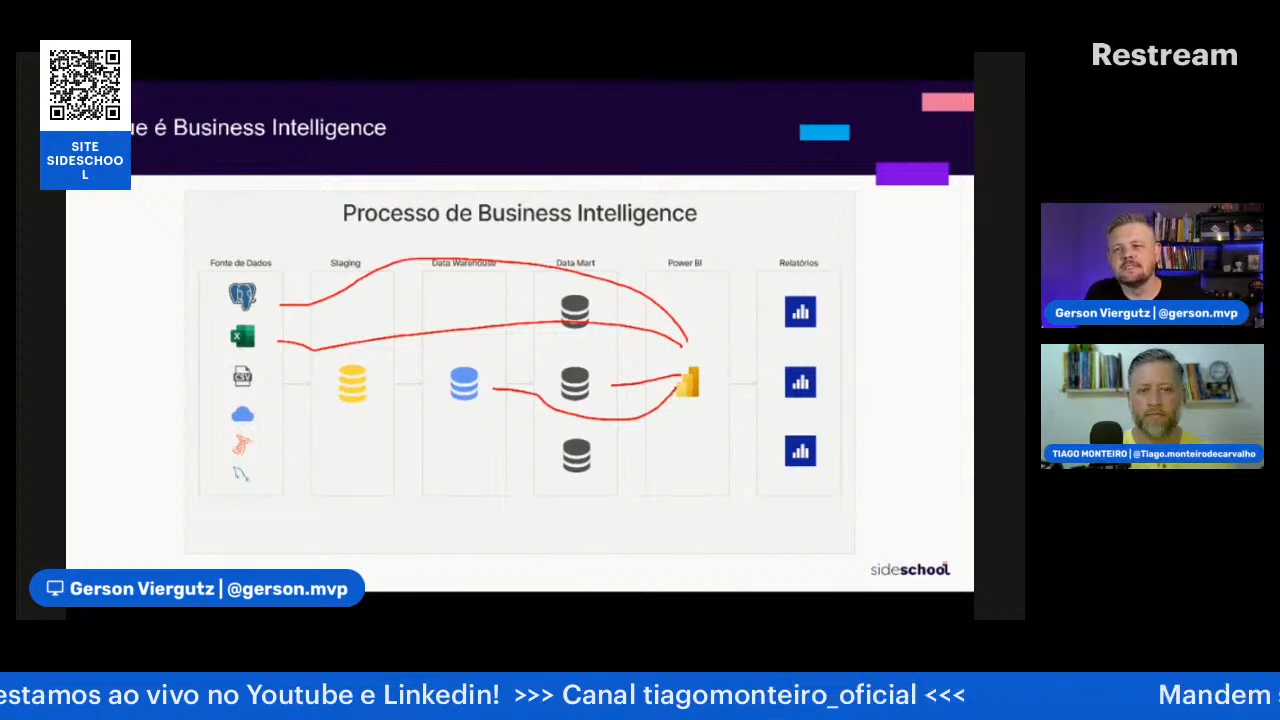 Restream
SITE
SIDESCHOO
L
ue é Business Intelligence
Processo de Business Intelligence
Fonte de Dados
Staging
Data Warehouse
Data Mart
Power BI
Relatórios
X
CSV
sideschool
Gerson Viergutz | @gerson.mvp
TIAGO MONTEIRO | @Tiago.monteirodecarvalho
Gerson Viergutz | @gerson.mvp
estamos ao vivo no Youtube e Linkedin! >>> Canal tiagomonteiro_oficial <<< Mandem